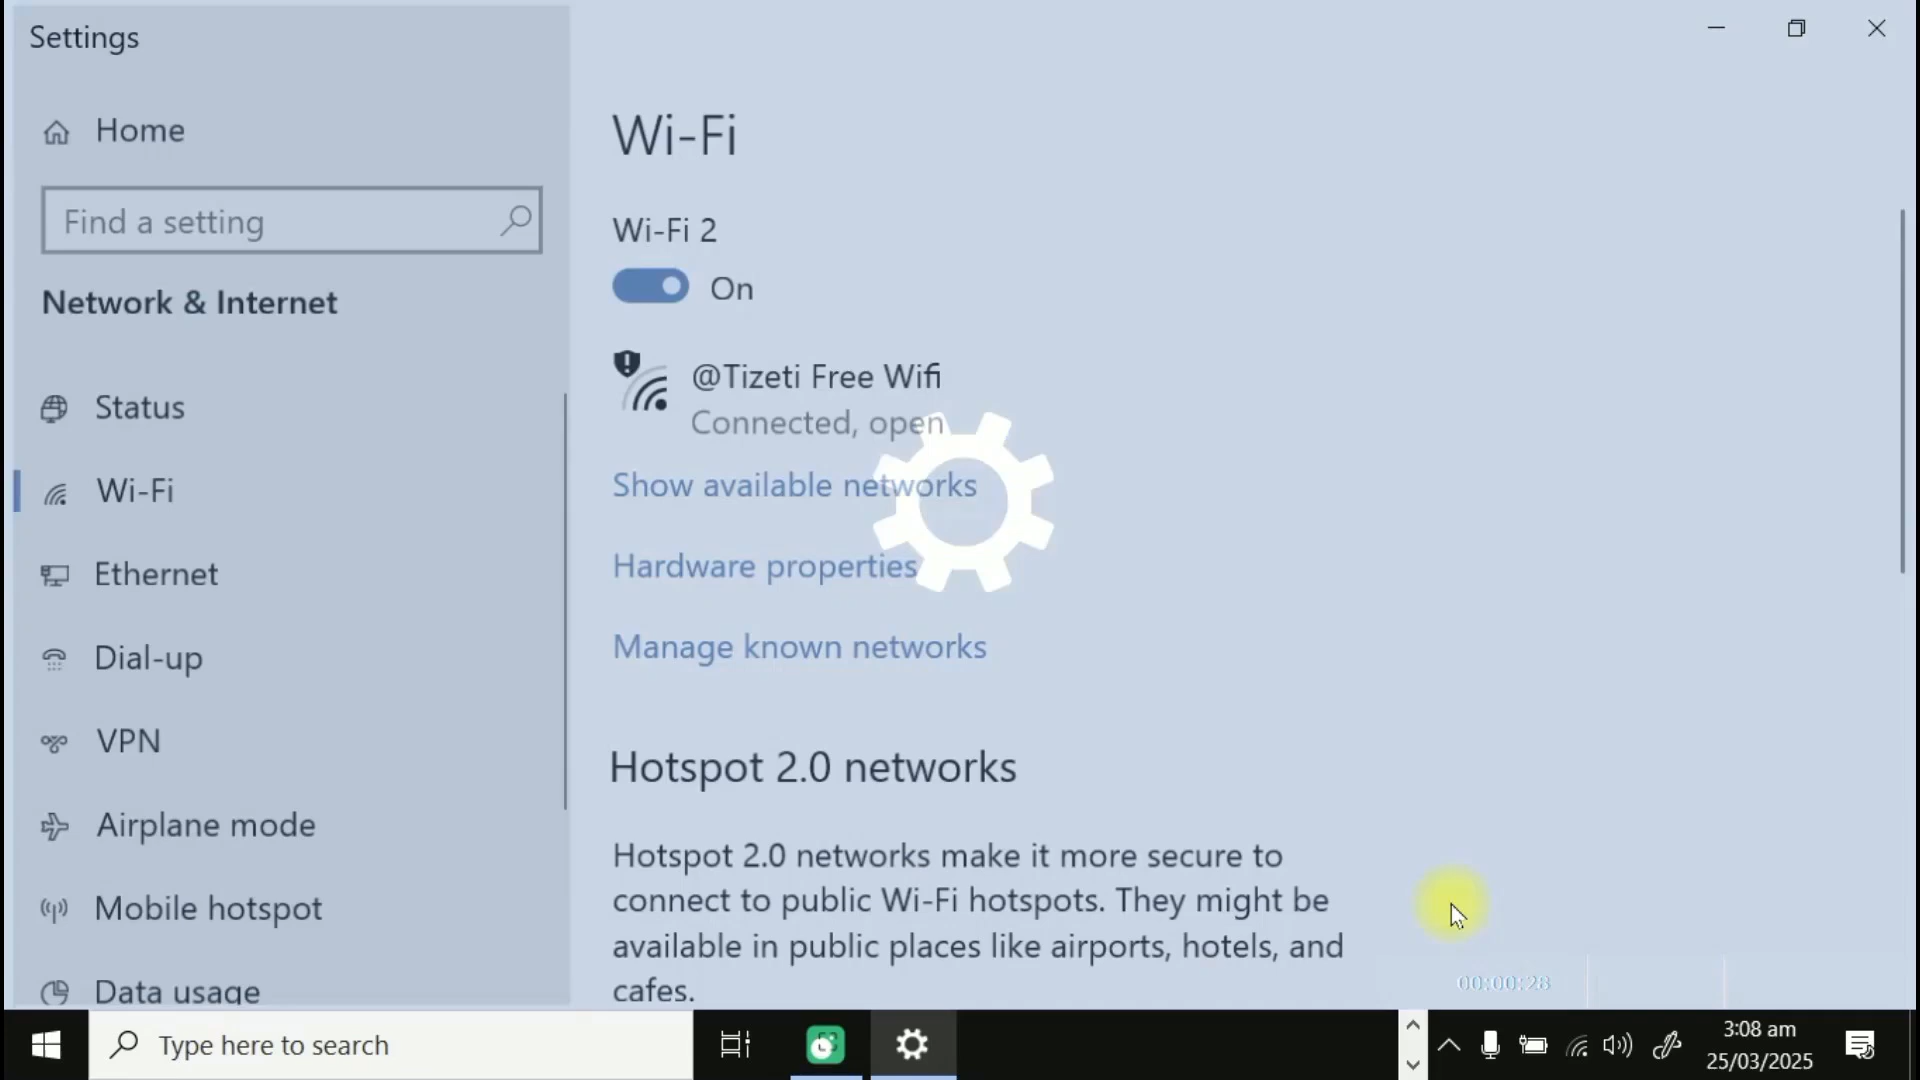 Settings
Home
Find a setting
Network & Internet
Status
Wi-Fi
Ethernet
Dial-up
VPN
Airplane mode
Mobile hotspot
Data usage
Wi-Fi
Wi-Fi 2
On
@Tizeti Free Wifi
Connected, open
Show available networks
Hardware properties
Manage known networks
Hotspot 2.0 networks
Hotspot 2.0 networks make it more secure to
connect to public Wi-Fi hotspots. They might be
available in public places like airports, hotels, and
cafes.
00:00:28
Type here to search
3:08 am
25/03/2025